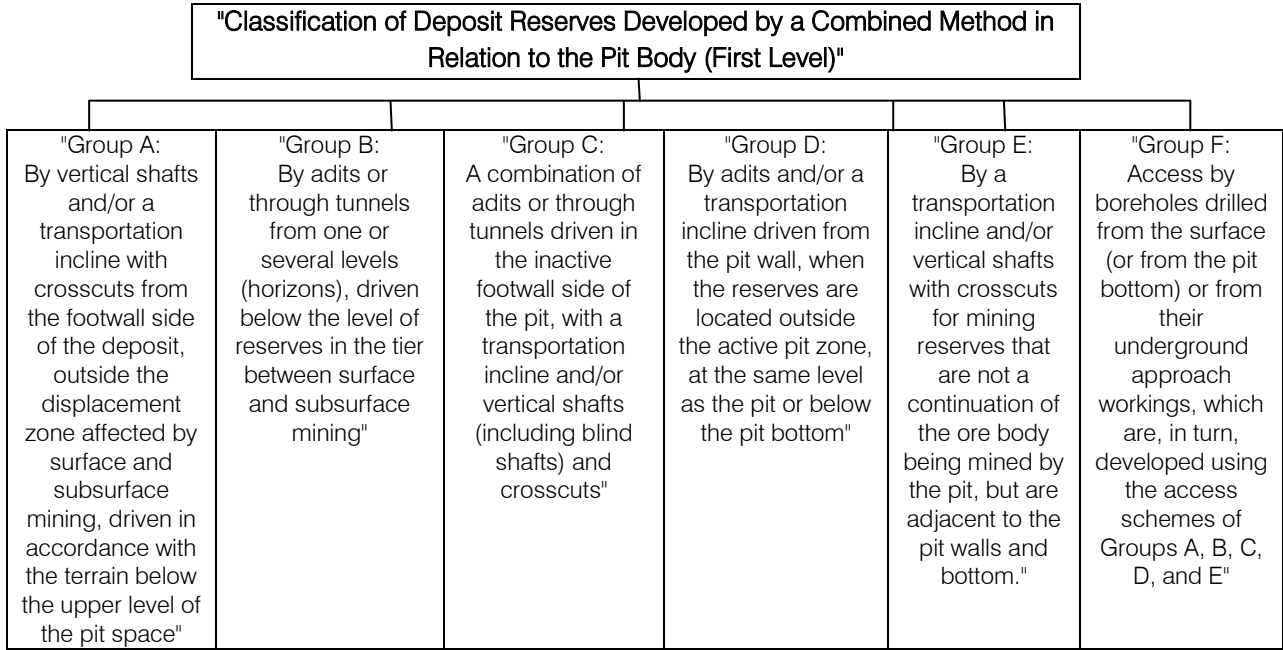 "Classification of Deposit Reserves Developed by a Combined Method in
Relation to the Pit Body (First Level)"
"Group A:
By vertical shafts
and/or a
transportation
incline with
crosscuts from
the footwall side
of the deposit,
outside the
displacement
zone affected by
surface and
subsurface
mining, driven in
accordance with
the terrain below
the upper level of
the pit space"
"Group B:
By adits or
through tunnels
from one or
several levels
(horizons), driven
below the level of
reserves in the tier
between surface
and subsurface
mining"
"Group C:
A combination of
adits or through
tunnels driven in
the inactive
footwall side of
the pit, with a
transportation
incline and/or
vertical shafts
(including blind
shafts) and
crosscuts"
"Group D:
By adits and/or a
transportation
incline driven from
the pit wall, when
the reserves are
located outside
the active pit zone,
at the same level
as the pit or below
the pit bottom"
"Group E:
By a
transportation
incline and/or
vertical shafts
with crosscuts
for mining
reserves that
are not a
continuation of
the ore body
being mined by
the pit, but are
adjacent to the
pit walls and
bottom."
"Group F:
Access by
boreholes drilled
from the surface
(or from the pit
bottom) or from
their
underground
approach
workings, which
are, in turn,
developed using
the access
schemes of
Groups A, B, C,
D, and E"